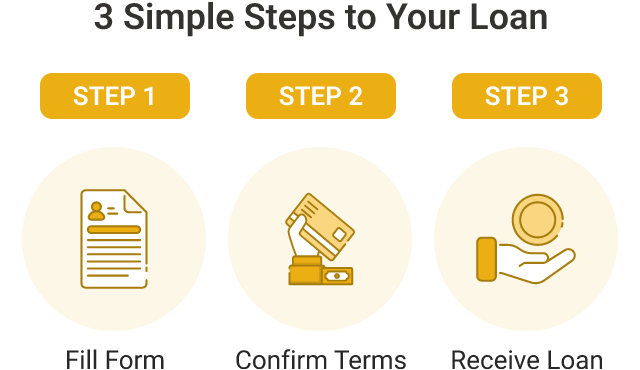 3 Simple Steps to Your Loan
STEP 1
STEP 2
STEP 3
Fill Form
Confirm Terms
Receive Loan